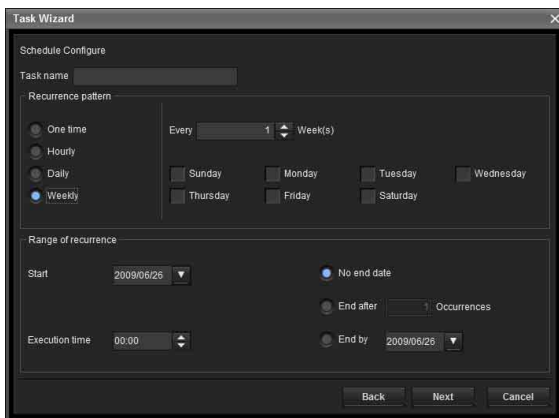 Task Wizard
Schedule Configure
Task name
Recurrence pattern
One time
Hourly
Daily
Weekly
Every 1 Week(s)
Sunday Monday Tuesday Wednesday
Thursday Friday Saturday
Range of recurrence
Start 2009/06/26
No end date
End after 1 Occurrences
Execution time 00:00
End by 2009/06/26
Back Next Cancel